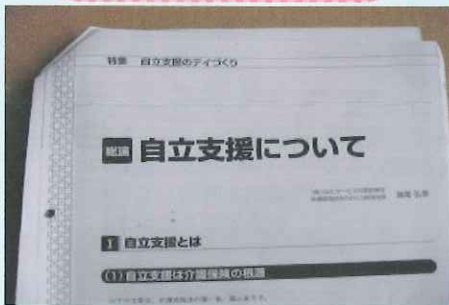 特集 自立支援のデイづくり
総論 自立支援について
1 自立支援とは
(1) 自立支援は介護保険の根源